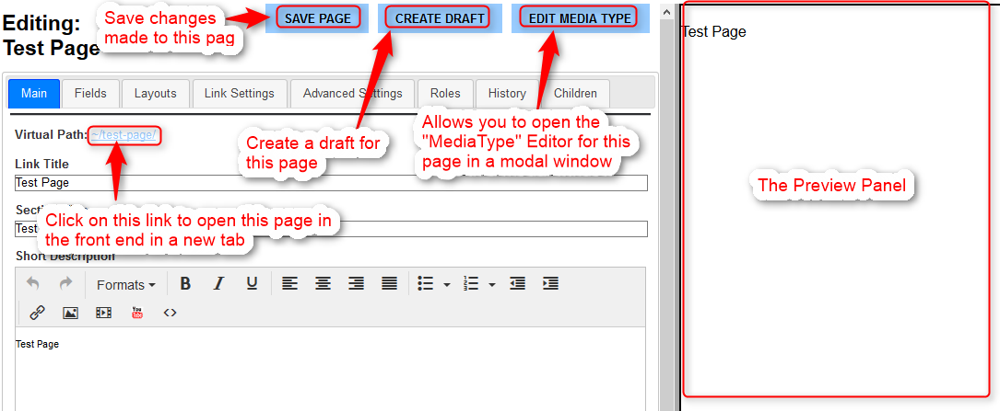 Editing:
Test Page
Save changes
made to this pag
SAVE PAGE
CREATE DRAFT
EDIT MEDIA TYPE
Main
Fields
Layouts
Link Settings
Advanced Settings
Roles
History
Children
Virtual Path: ~/test-page/
Create a draft for
this page
Allows you to open the
"MediaType" Editor for this
page in a modal window
Link Title
Test Page
Click on this link to open this page in
the front end in a new tab
Short Description
Formats
B I U
You
Tube
Test Page
Test Page
The Preview Panel